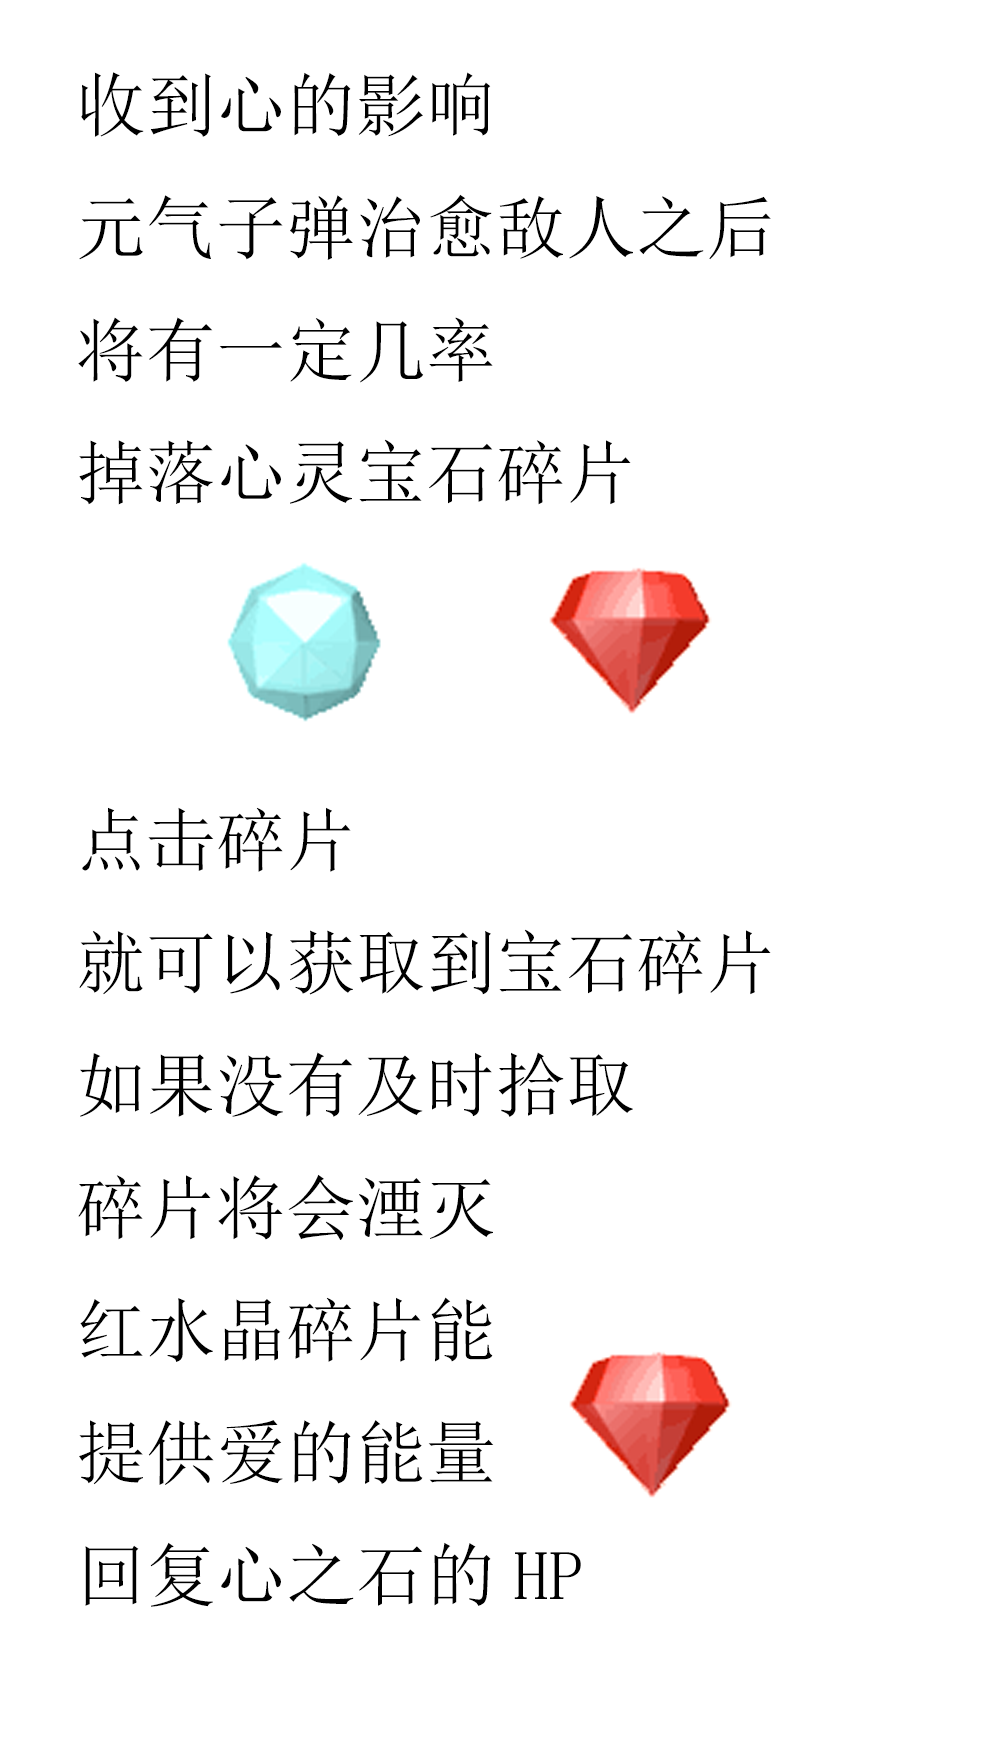 收到心的影响
元气子弹治愈敌人之后
将有一定几率
掉落心灵宝石碎片
点击碎片
就可以获取到宝石碎片
如果没有及时拾取
碎片将会湮灭
红水晶碎片能
提供爱的能量
回复心之石的 HP